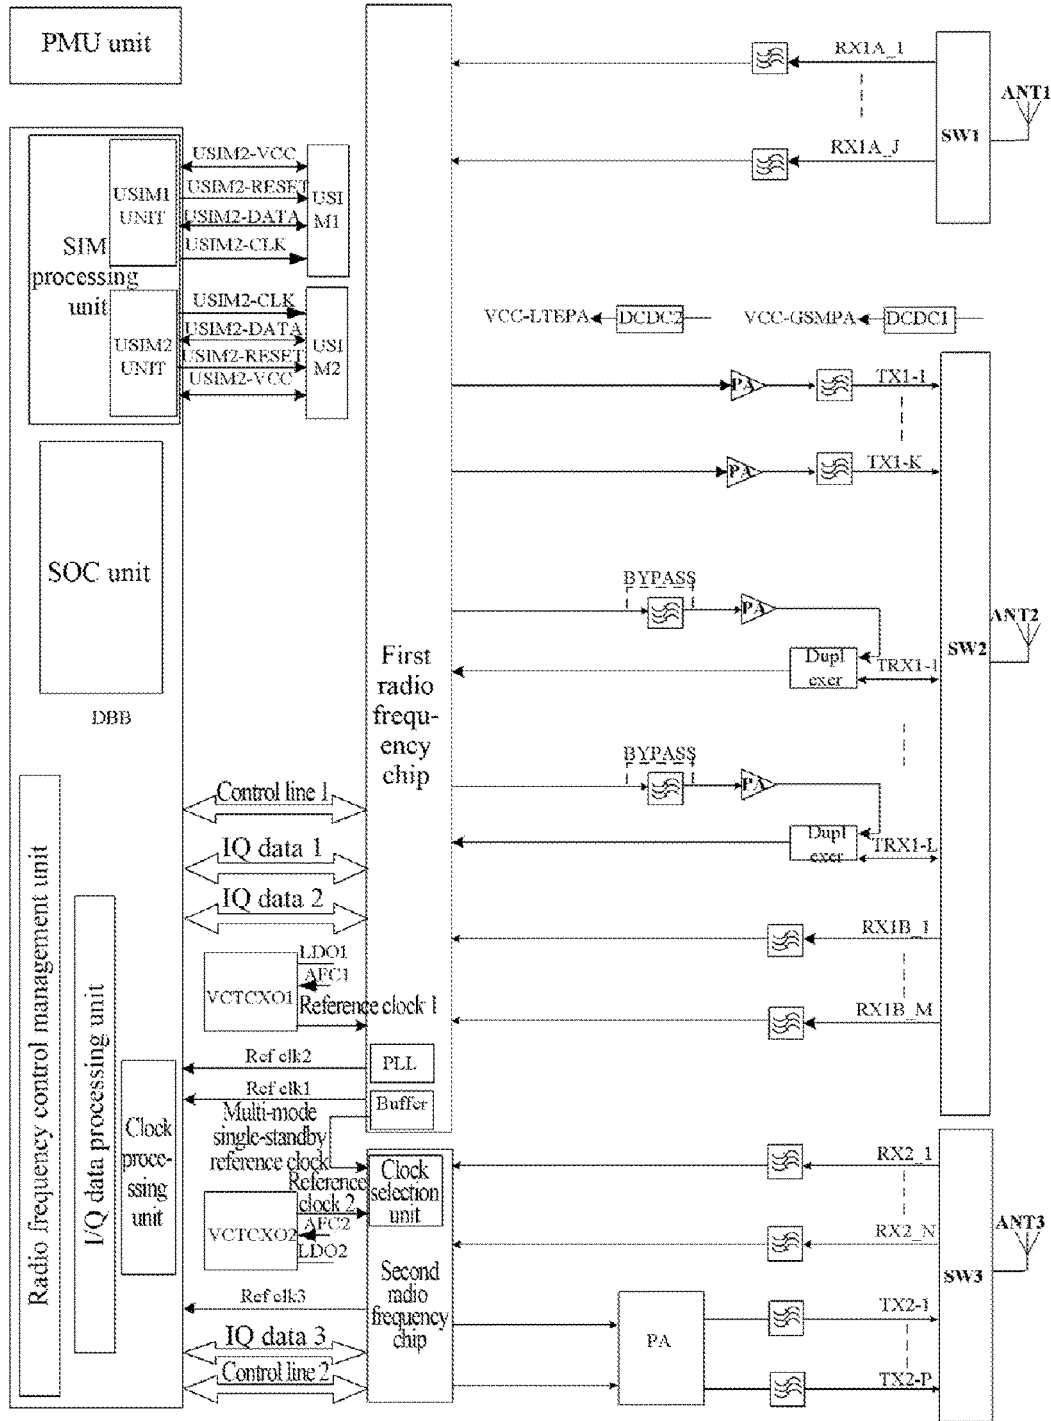 PMU unit
SIM
processing
unit
USIM1
UNIT
USIM2
UNIT
USIM2-VCC
USIM2-RESET
USIM2-DATA
USIM2-CLK
USI
M1
USIM2-CLK
USIM2-DATA
USIM2-RESET
USIM2-VCC
USI
M2
SOC unit
DBB
Radio frequency control management unit
I/Q data processing unit
Clock
proce-
ssing
unit
Control line 1
IQ data 1
IQ data 2
VCTCXO1
LDO1
AFC1
Reference clock 1
Ref clk2
Ref clk1
Multi-mode
single-standby
reference clock
Reference
clock 2
VCTCXO2
AFC2
LDO2
Ref clk3
IQ data 3
Control line 2
First
radio
frequ-
ency
chip
PLL
Buffer
Clock
selection
unit
Second
radio
frequency
chip
RX1A_1
RX1A_J
SW1
ANT1
VCC-LTEPA
DCDC2
VCC-GSMPA
DCDC1
PA
TX1-1
PA
TX1-K
BYPASS
PA
Dupl
exer
TRX1-1
SW2
ANT2
BYPASS
PA
Dupl
exer
TRX1-L
RX1B_1
RX1B_M
RX2_1
RX2_N
SW3
ANT3
PA
TX2-1
TX2-P